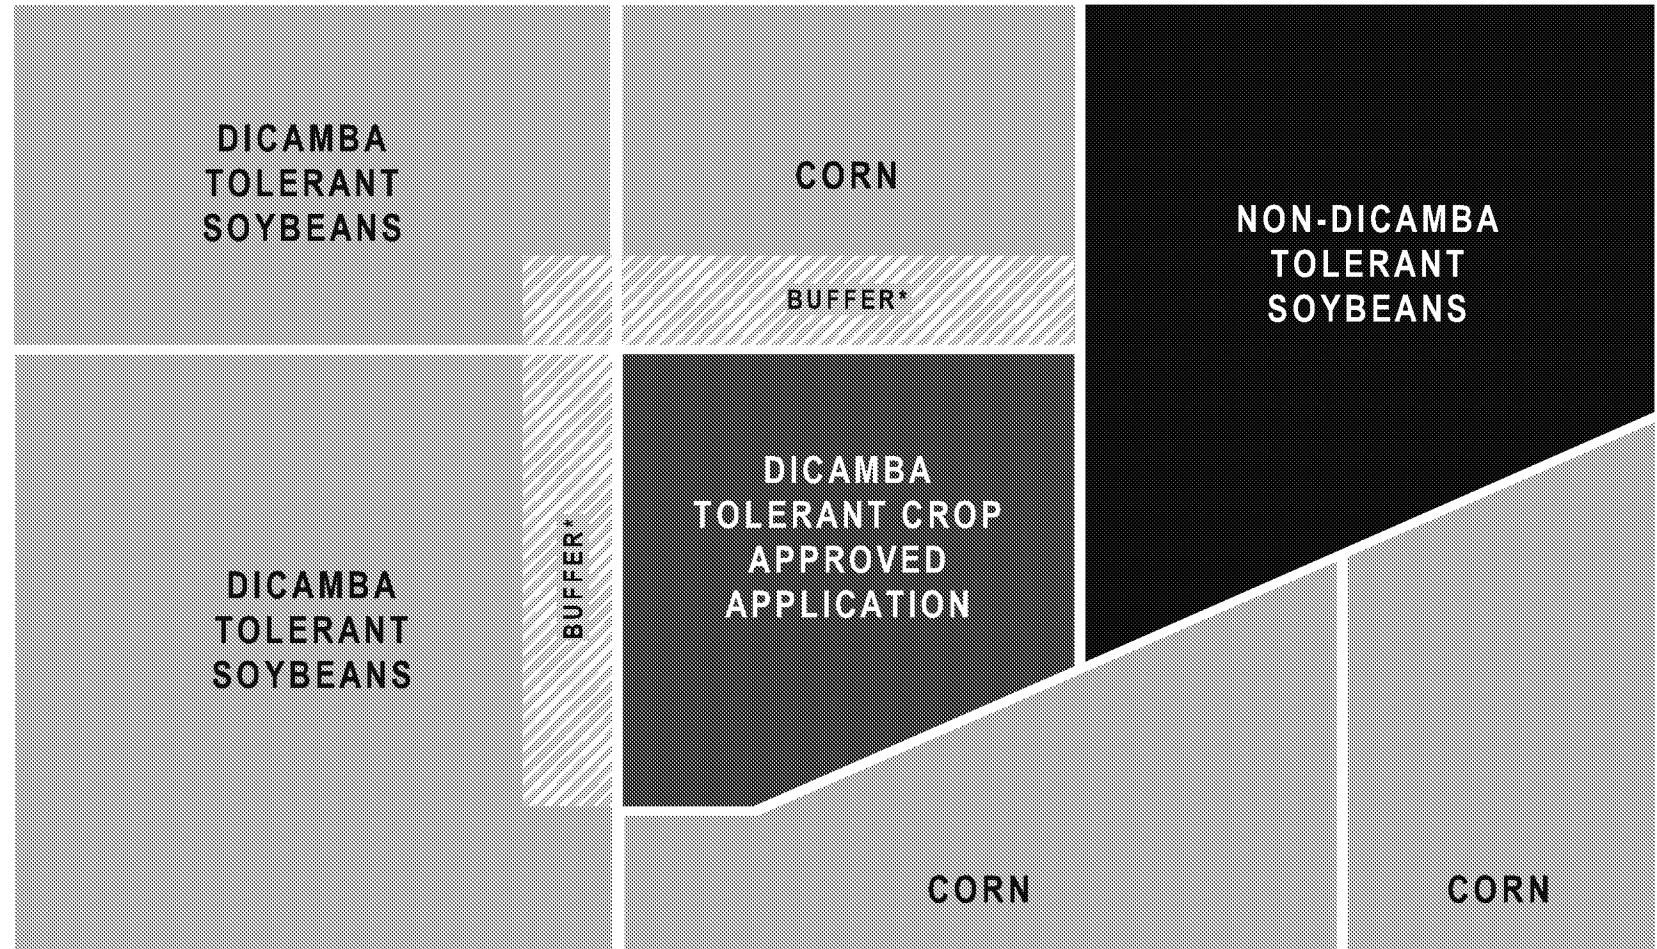 DICAMBA
TOLERANT
SOYBEANS
CORN
BUFFER*
NON-DICAMBA
TOLERANT
SOYBEANS
DICAMBA
TOLERANT
SOYBEANS
BUFFER*
DICAMBA
TOLERANT CROP
APPROVED
APPLICATION
CORN
CORN